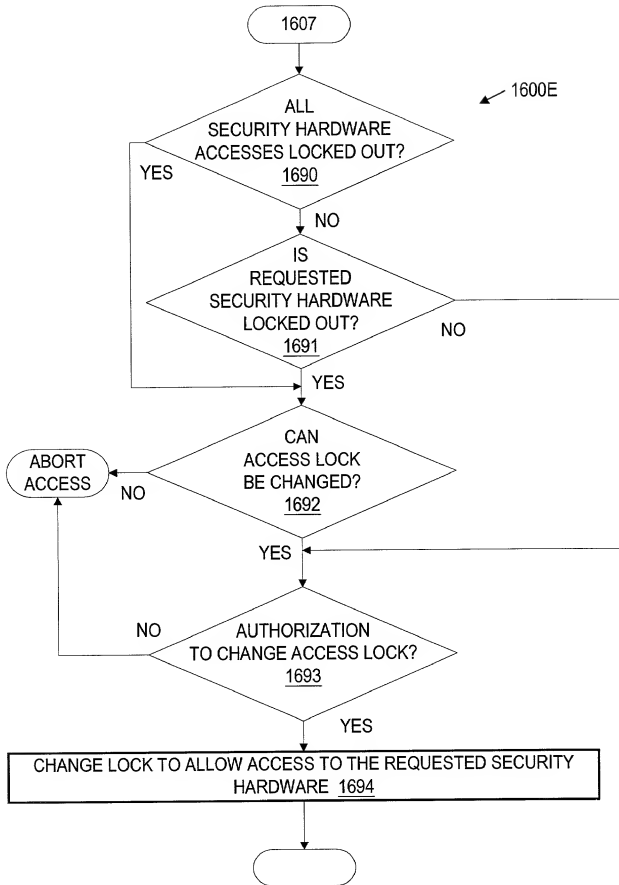 1607
1600E
ALL
SECURITY HARDWARE
ACCESSES LOCKED OUT?
1690
YES
NO
IS
REQUESTED
SECURITY HARDWARE
LOCKED OUT?
1691
NO
YES
CAN
ACCESS LOCK
BE CHANGED?
1692
ABORT
ACCESS
NO
YES
NO
AUTHORIZATION
TO CHANGE ACCESS LOCK?
1693
YES
CHANGE LOCK TO ALLOW ACCESS TO THE REQUESTED SECURITY
HARDWARE 1694